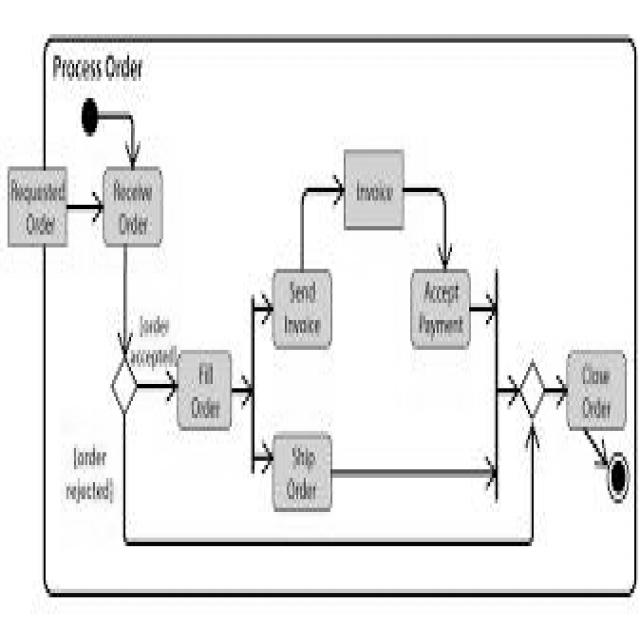 Process Order
Requested
Order
Receive
Order
Invoice
Send
Invoice
Accept
Payment
[order
accepted]
Fill
Order
Close
Order
Ship
Order
[order
rejected]